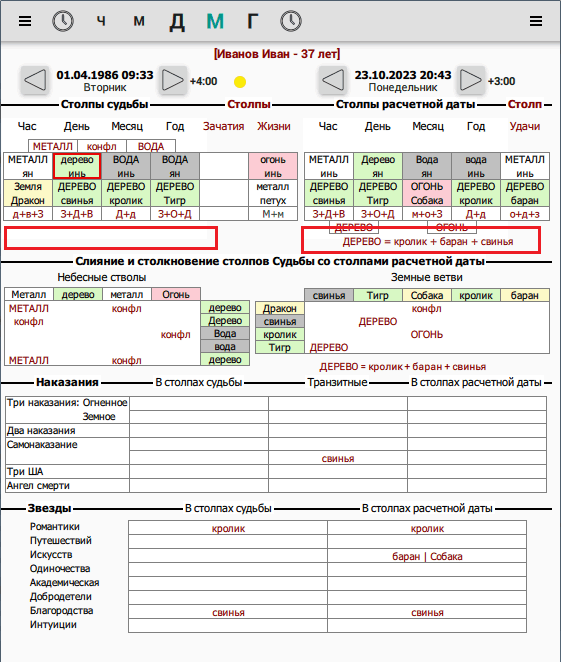 Ч М Д М Г
[Иванов Иван - 37 лет]
01.04.1986 09:33 +4:00 23.10.2023 20:43 +3:00
Вторник Понедельник
Столпы судьбы Столпы Столпы расчетной даты Столп
Час День Месяц Год Зачатия Жизни Час День Месяц Год Удачи
МЕТАЛЛ конфл ВОДА
МЕТАЛЛ дерево ВОДА ВОДА огонь МЕТАЛЛ Дерево Вода вода МЕТАЛЛ
ян инь инь ян инь инь ян ян инь инь
Земля ДЕРЕВО ДЕРЕВО ДЕРЕВО металл ДЕРЕВО ДЕРЕВО ОГОНЬ ДЕРЕВО ДЕРЕВО
Дракон свинья кролик Тигр петух свинья Тигр Собака кролик баран
д+в+З З+Д+В Д+д З+О+Д М+м З+Д+В З+О+Д м+о+З Д+д о+д+з
ДЕРЕВО ОГОНЬ
ДЕРЕВО = кролик + баран + свинья
Слияние и столкновение столпов Судьбы со столпами расчетной даты
Небесные стволы Земные ветви
Металл дерево металл Огонь свинья Тигр Собака кролик баран
МЕТАЛЛ конфл дерево Дракон конфл
конфл Дерево свинья ДЕРЕВО
конфл Вода кролик ОГОНЬ
вода Тигр ДЕРЕВО
МЕТАЛЛ конфл дерево
ДЕРЕВО = кролик + баран + свинья
Наказания В столпах судьбы Транзитные В столпах расчетной даты
Три наказания: Огненное
Земное
Два наказания
Самонаказание
свинья
Три ША
Ангел смерти
Звезды В столпах судьбы В столпах расчетной даты
Романтики кролик кролик
Путешествий
Искусств баран | Собака
Одиночества
Академическая
Добродетели
Благородства свинья свинья
Интуиции